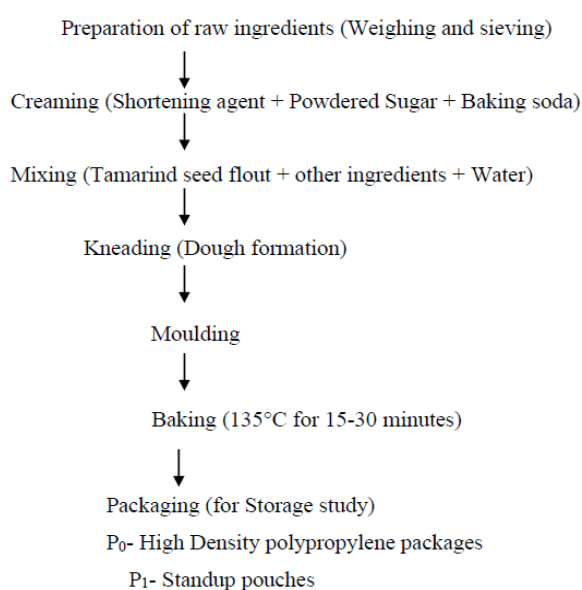 Preparation of raw ingredients (Weighing and sieving)
Creaming (Shortening agent + Powdered Sugar + Baking soda)
Mixing (Tamarind seed flout + other ingredients + Water)
Kneading (Dough formation)
Moulding
Baking (135°C for 15-30 minutes)
Packaging (for Storage study)
P₀- High Density polypropylene packages
P₁- Standup pouches